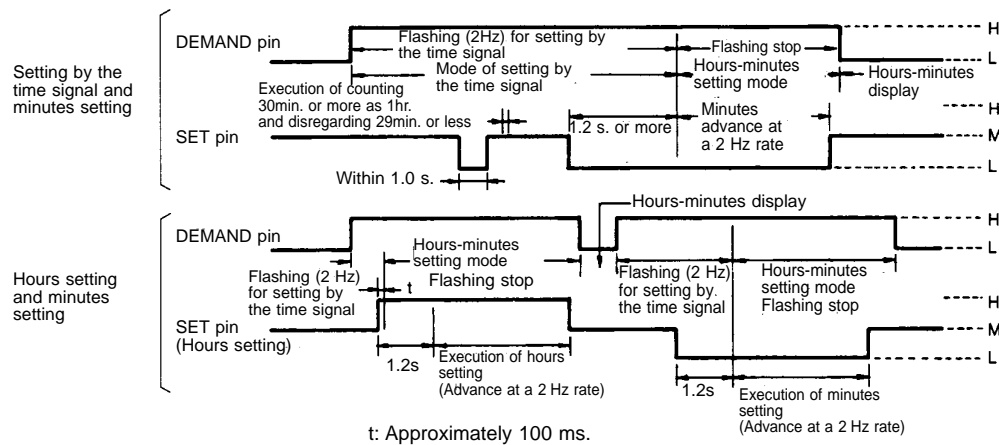 DEMAND pin
Flashing (2Hz) for setting by
the time signal
Mode of setting by
the time signal
Flashing stop
Hours-minutes
setting mode
H
L
Hours-minutes
display
Setting by the
time signal and
minutes setting
Execution of counting
30min. or more as 1hr.
and disregarding 29min. or less
1.2 s. or more
Minutes
advance at
a 2 Hz rate
SET pin
H
M
L
Within 1.0 s.
Hours-minutes display
DEMAND pin
H
L
Hours-minutes
setting mode
Flashing stop
Flashing (2 Hz)
for setting by
the time signal
t
Flashing (2 Hz)
for setting by.
the time signal
Hours-minutes
setting mode
Flashing stop
Hours setting
and minutes
setting
SET pin
(Hours setting)
H
M
L
1.2s
Execution of hours
setting
(Advance at a 2 Hz rate)
1.2s
Execution of minutes
setting
(Advance at a 2 Hz rate)
t: Approximately 100 ms.